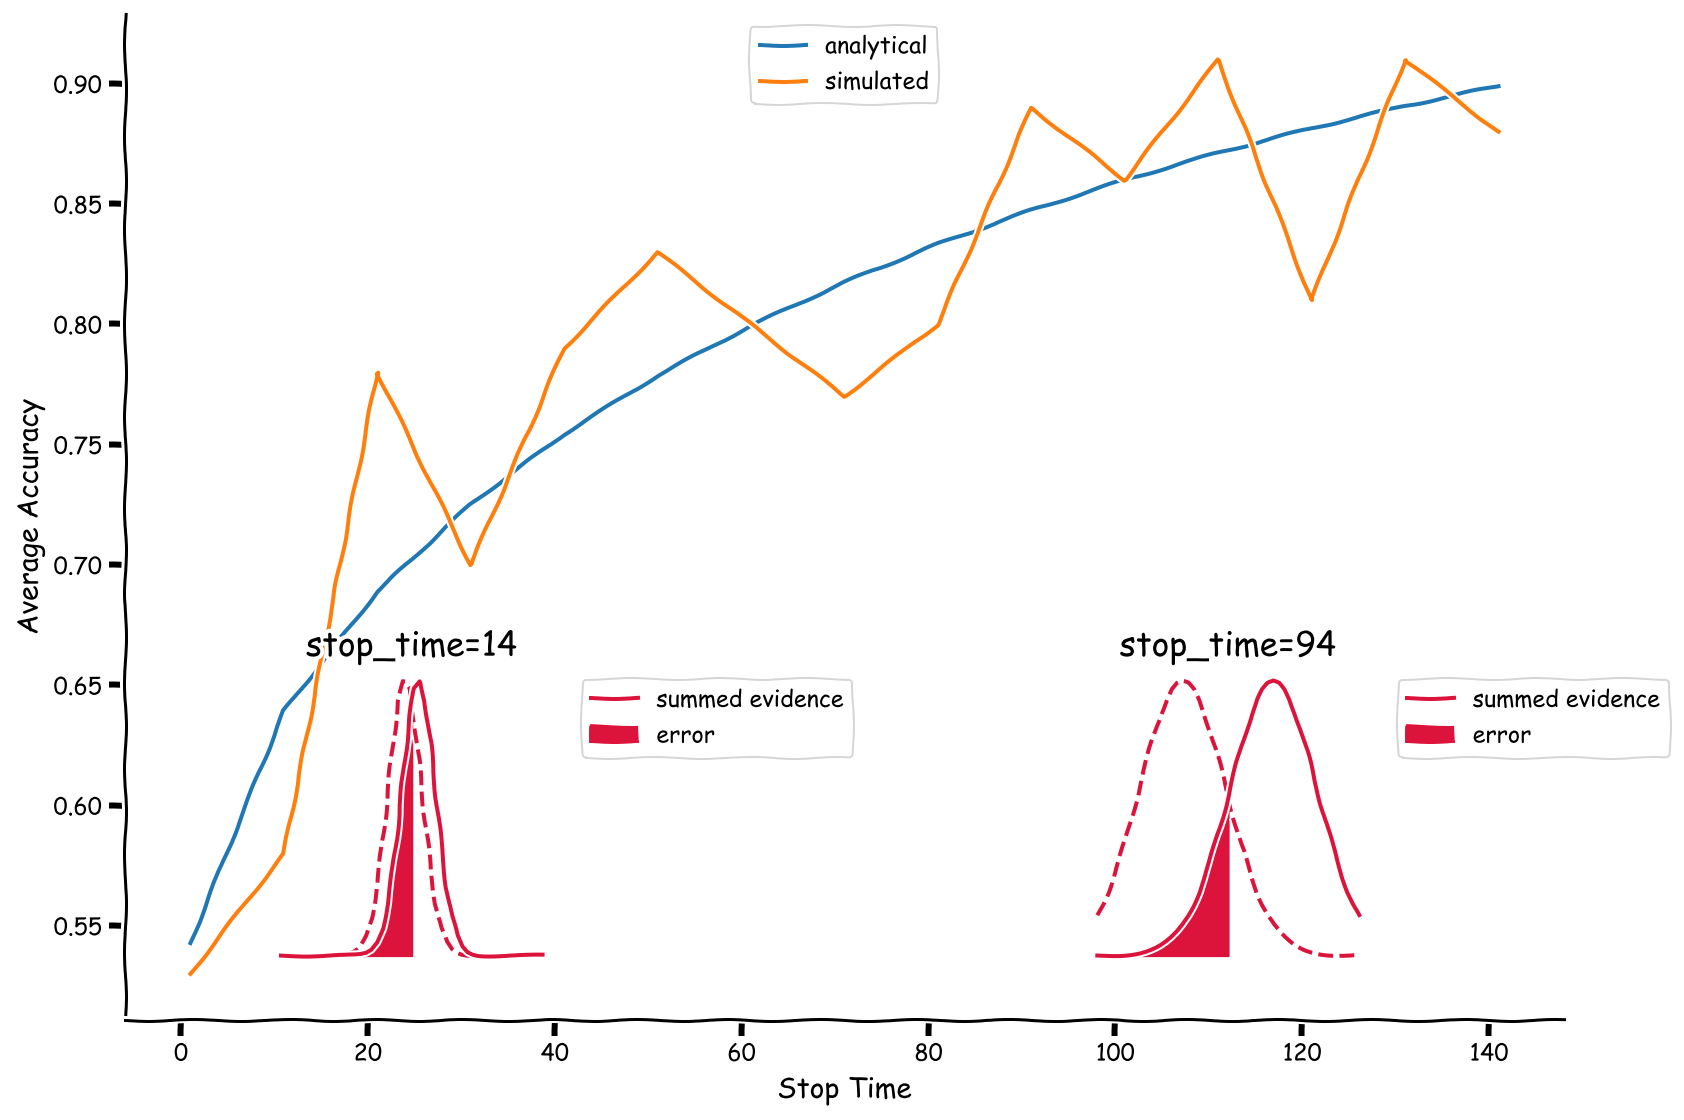 analytical
simulated
0.90
0.85
0.80
0.75
0.70
0.65
0.60
0.55
Average Accuracy
stop_time=14
summed evidence
error
stop_time=94
summed evidence
error
0 20 40 60 80 100 120 140
Stop Time